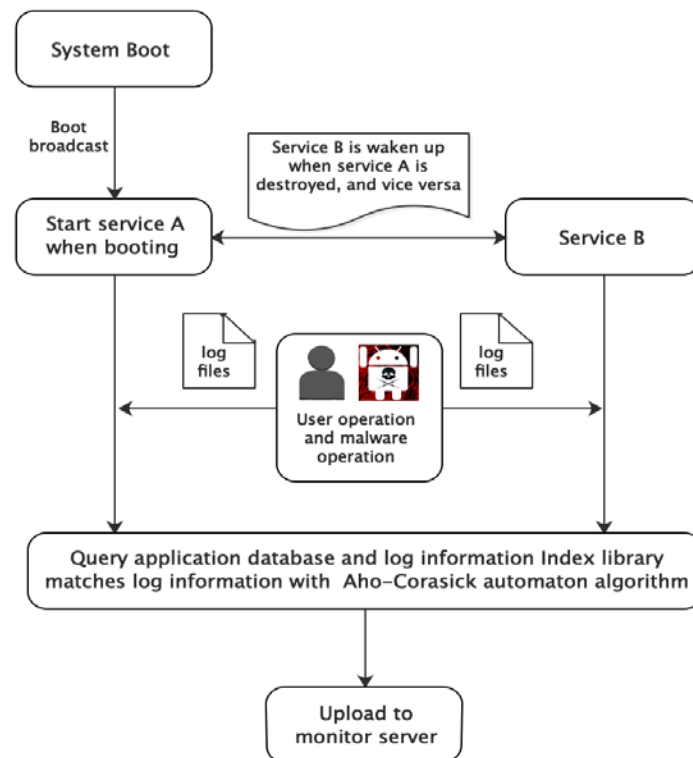 System Boot
Boot
broadcast
Service B is waken up
when service A is
destroyed, and vice versa
Start service A
when booting
Service B
log
files
log
files
User operation
and malware
operation
Query application database and log information Index library
matches log information with Aho-Corasick automaton algorithm
Upload to
monitor server